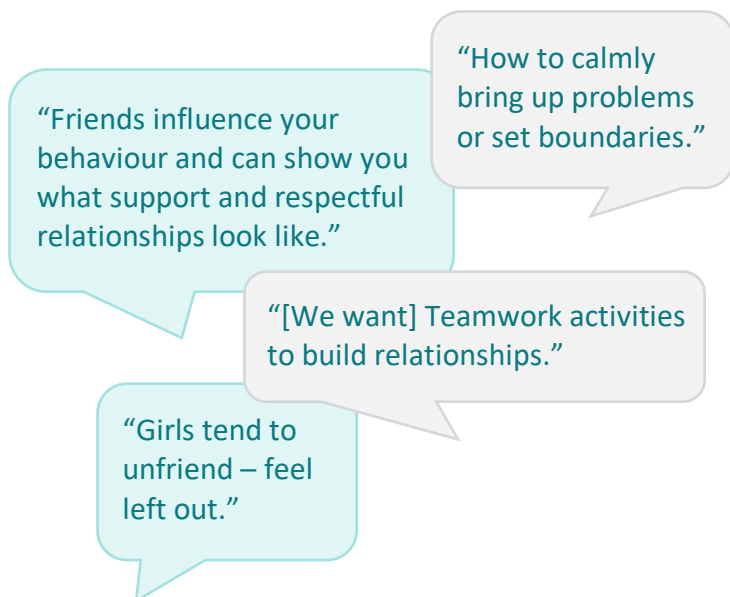 “How to calmly
bring up problems
or set boundaries.”
“Friends influence your
behaviour and can show you
what support and respectful
relationships look like.”
“[We want] Teamwork activities
to build relationships.”
“Girls tend to
unfriend – feel
left out.”